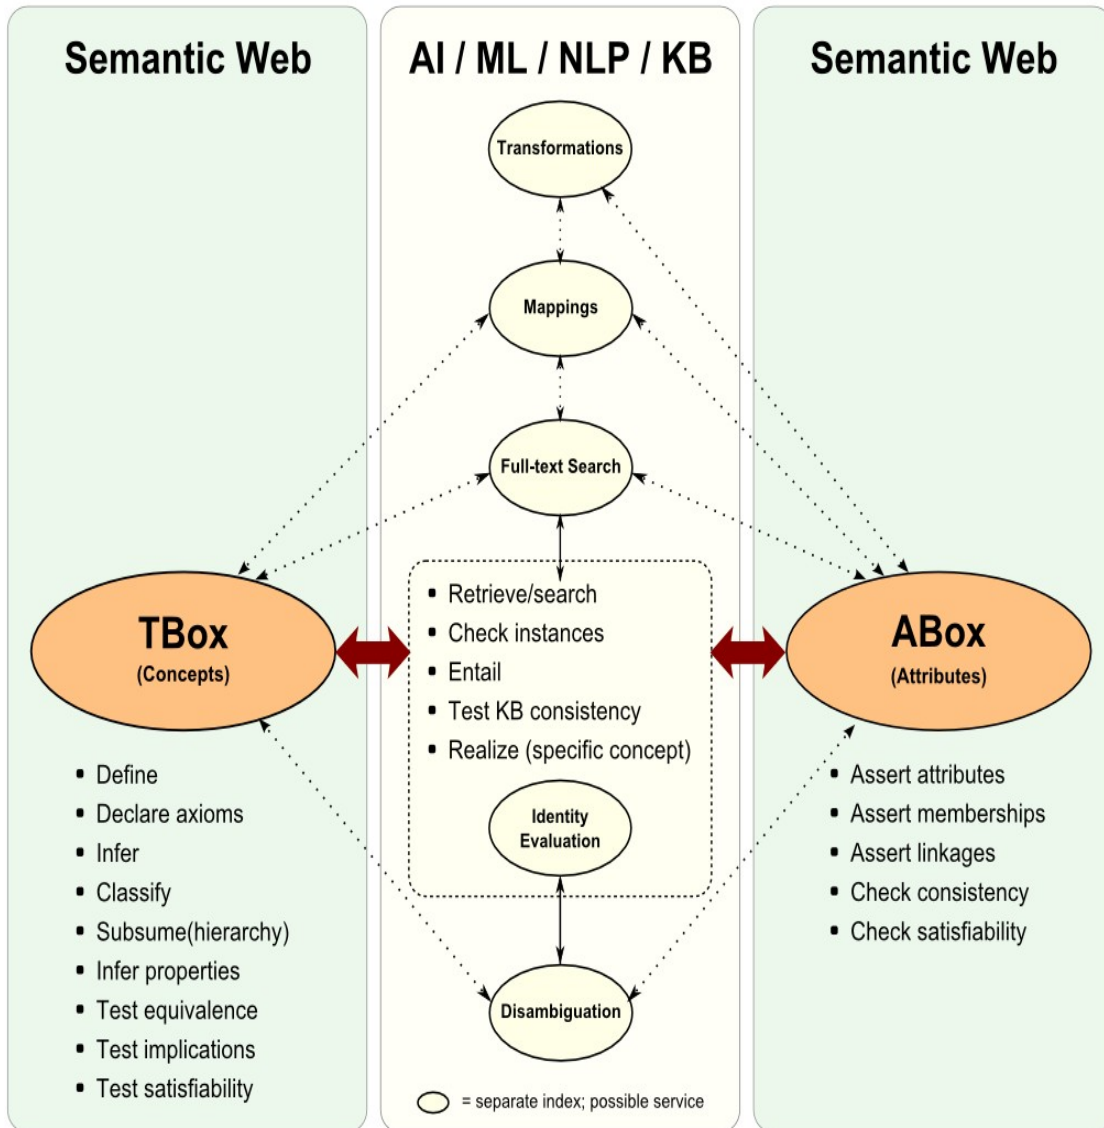 Semantic Web
AI / ML / NLP / KB
Semantic Web
Transformations
Mappings
Full-text Search
TBox
(Concepts)
▪ Retrieve/search
▪ Check instances
▪ Entail
▪ Test KB consistency
▪ Realize (specific concept)
Identity
Evaluation
ABox
(Attributes)
▪ Define
▪ Declare axioms
▪ Infer
▪ Classify
▪ Subsume(hierarchy)
▪ Infer properties
▪ Test equivalence
▪ Test implications
▪ Test satisfiability
▪ Assert attributes
▪ Assert memberships
▪ Assert linkages
▪ Check consistency
▪ Check satisfiability
Disambiguation
= separate index; possible service